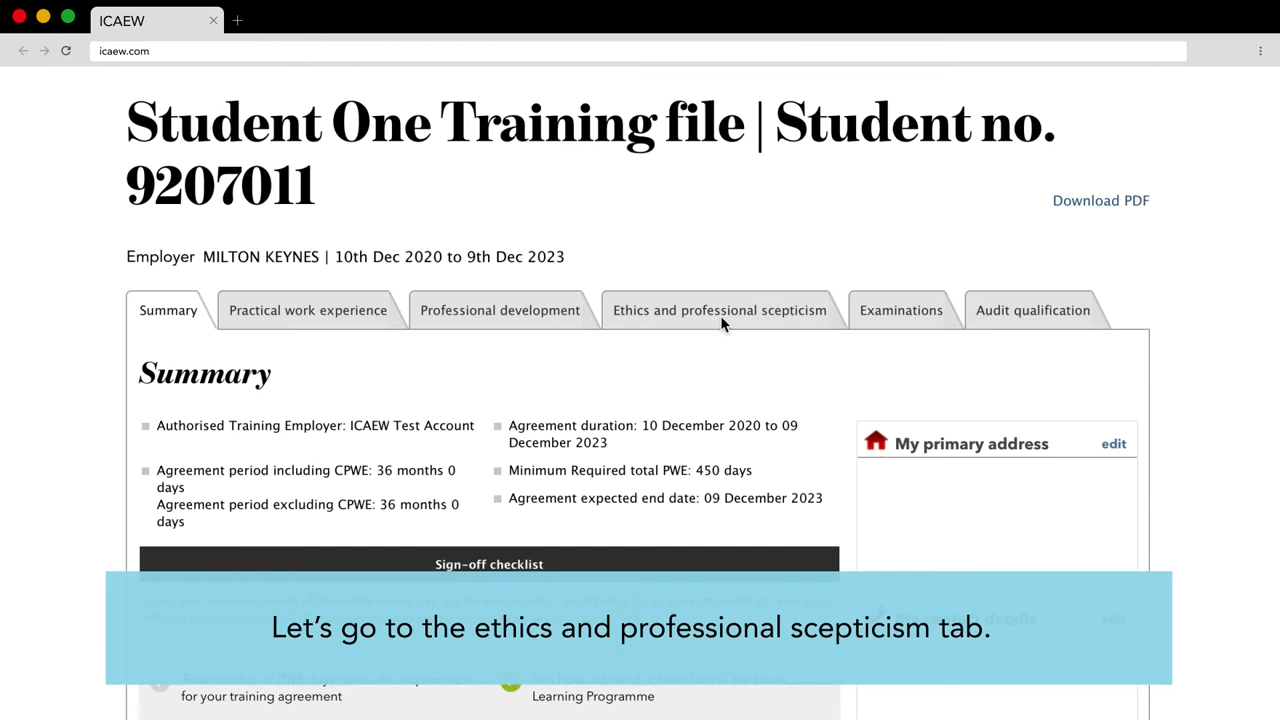 ICAEW
icaew.com
Student One Training file | Student no.
9207011
Download PDF
Employer MILTON KEYNES | 10th Dec 2020 to 9th Dec 2023
Summary
Practical work experience
Professional development
Ethics and professional scepticism
Examinations
Audit qualification
Summary
Authorised Training Employer: ICAEW Test Account
Agreement period including CPWE: 36 months 0
days
Agreement period excluding CPWE: 36 months 0
days
Agreement duration: 10 December 2020 to 09
December 2023
Minimum Required total PWE: 450 days
Agreement expected end date: 09 December 2023
My primary address
edit
Sign-off checklist
Let's go to the ethics and professional scepticism tab.
edit
for your training agreement
Learning Programme